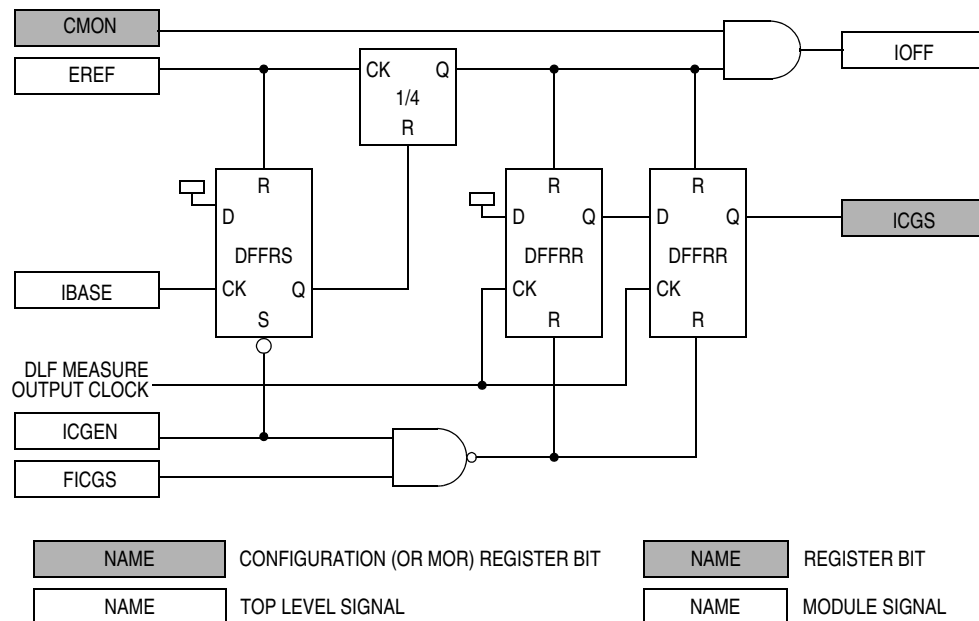 CMON
EREF
CK Q
1/4
R
IOFF
R
D
DFFRS
CK Q
S
R
D Q
DFFRR
CK
R
R
D Q
DFFRR
CK
R
ICGS
IBASE
DLF MEASURE
OUTPUT CLOCK
ICGEN
FICGS
NAME CONFIGURATION (OR MOR) REGISTER BIT
NAME REGISTER BIT
NAME TOP LEVEL SIGNAL
NAME MODULE SIGNAL